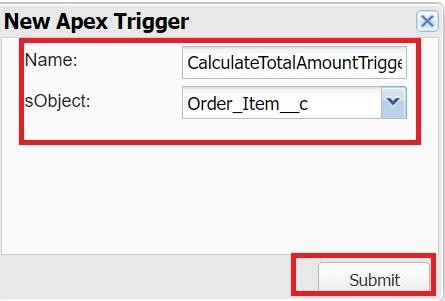 New Apex Trigger
Name: CalculateTotalAmountTrigge
sObject: Order_Item__c
Submit